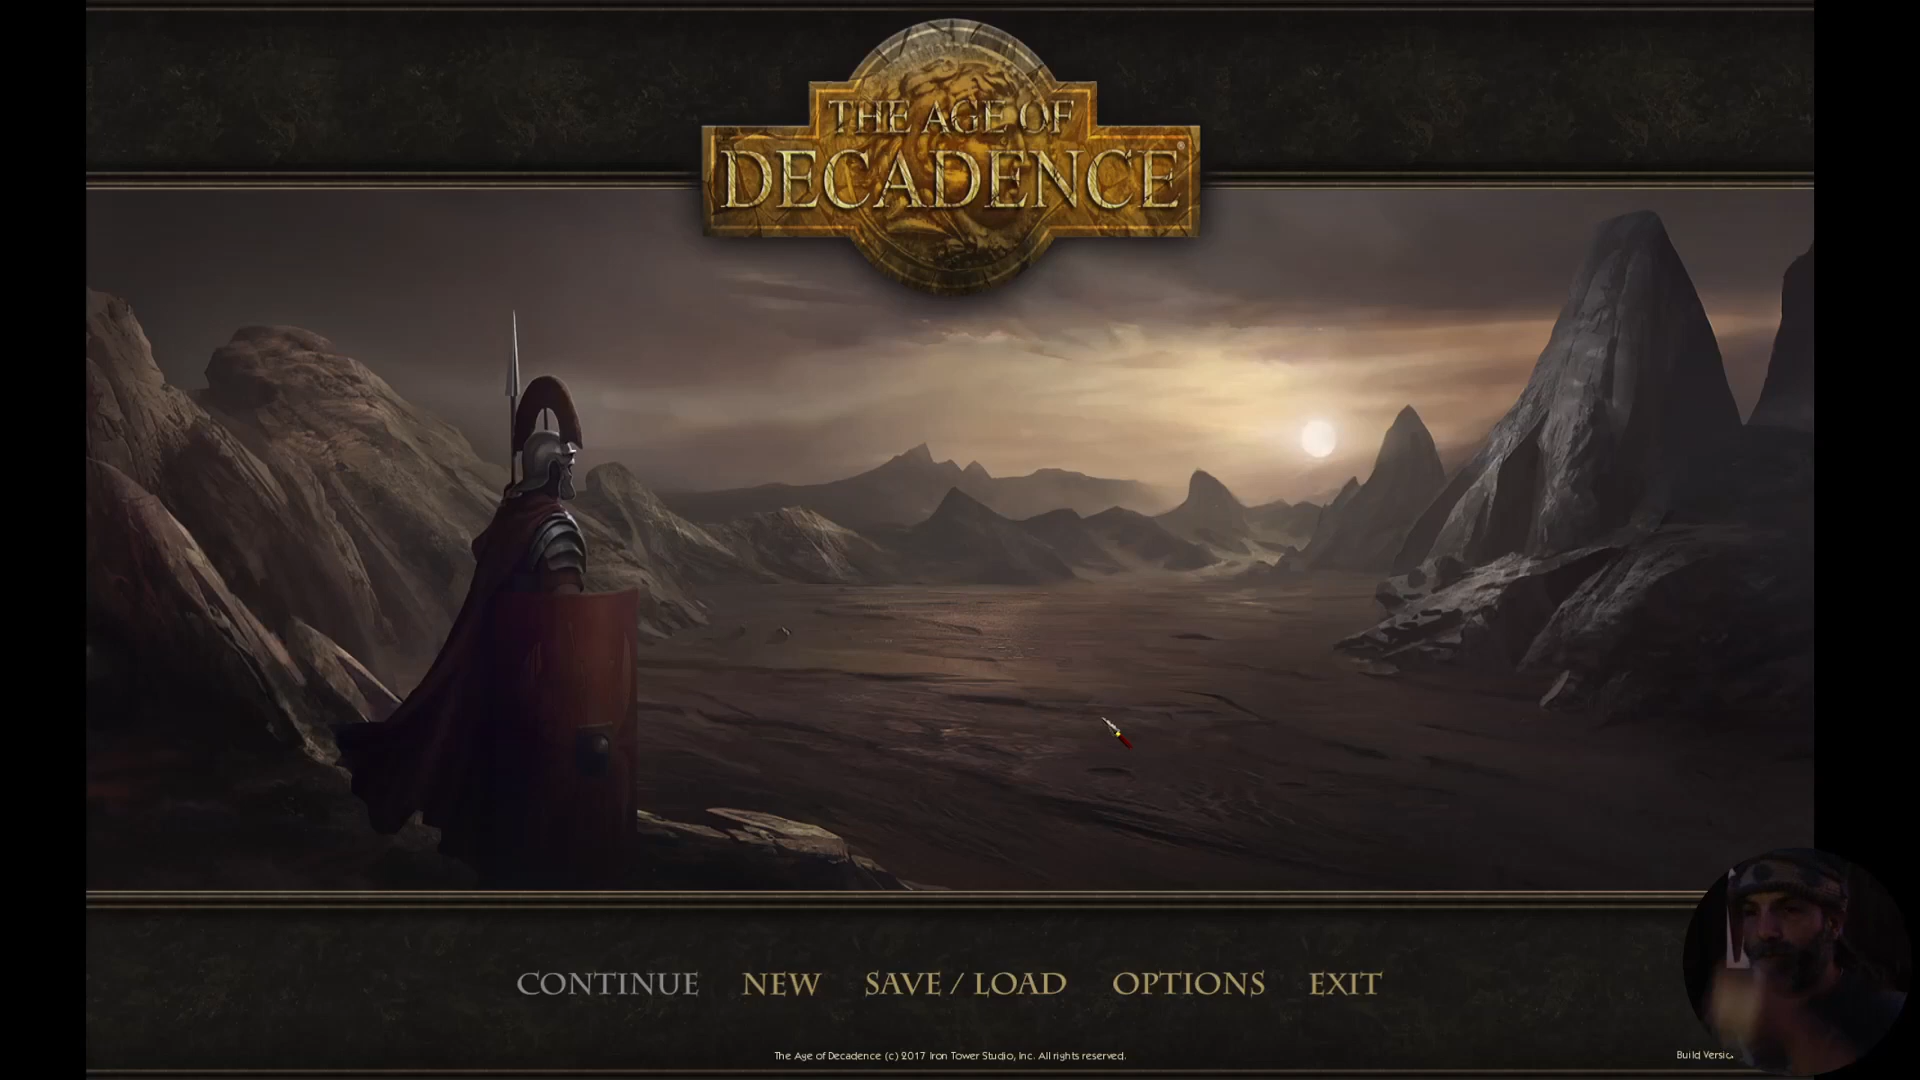 THE AGE OF
DECADENCE®
CONTINUE NEW SAVE / LOAD OPTIONS EXIT
The Age of Decadence (c) 2017 Iron Tower Studio, Inc. All rights reserved.
Build